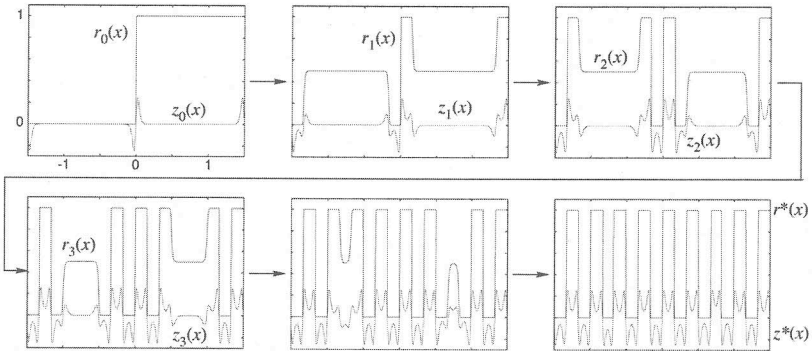 1
r₀(x)
z₀(x)
0
-1 0 1
r₁(x)
z₁(x)
r₂(x)
z₂(x)
r₃(x)
z₃(x)
r*(x)
z*(x)